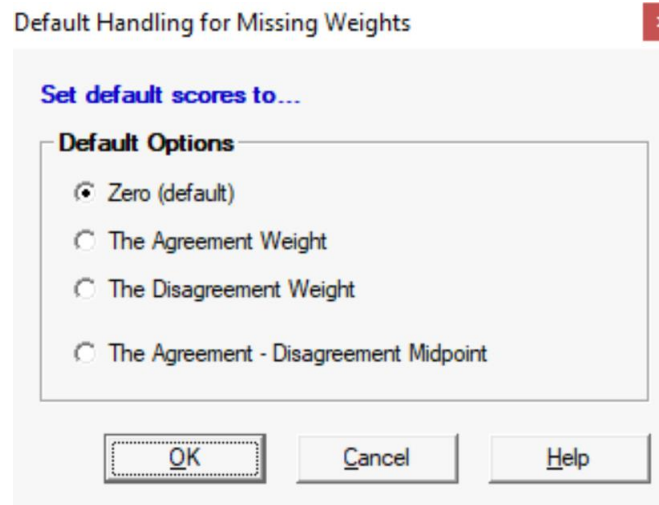 Default Handling for Missing Weights
Set default scores to...
Default Options
Zero (default)
The Agreement Weight
The Disagreement Weight
The Agreement - Disagreement Midpoint
OK Cancel Help